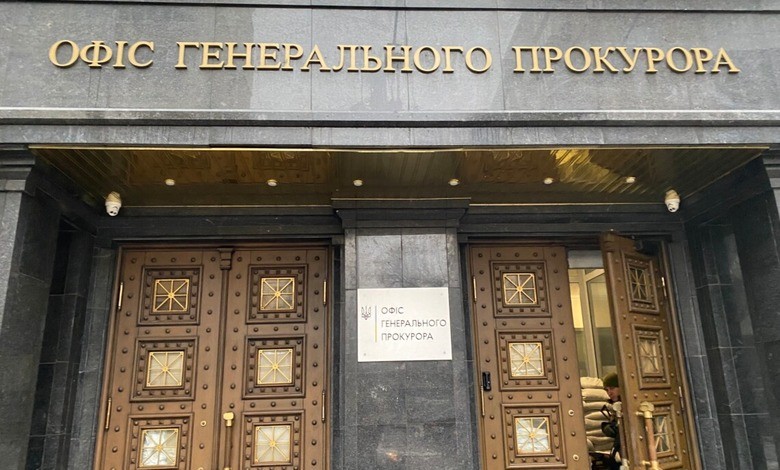 ОФІС ГЕНЕРАЛЬНОГО ПРОКУРОРА
ОФІС
ГЕНЕРАЛЬНОГО
ПРОКУРОРА